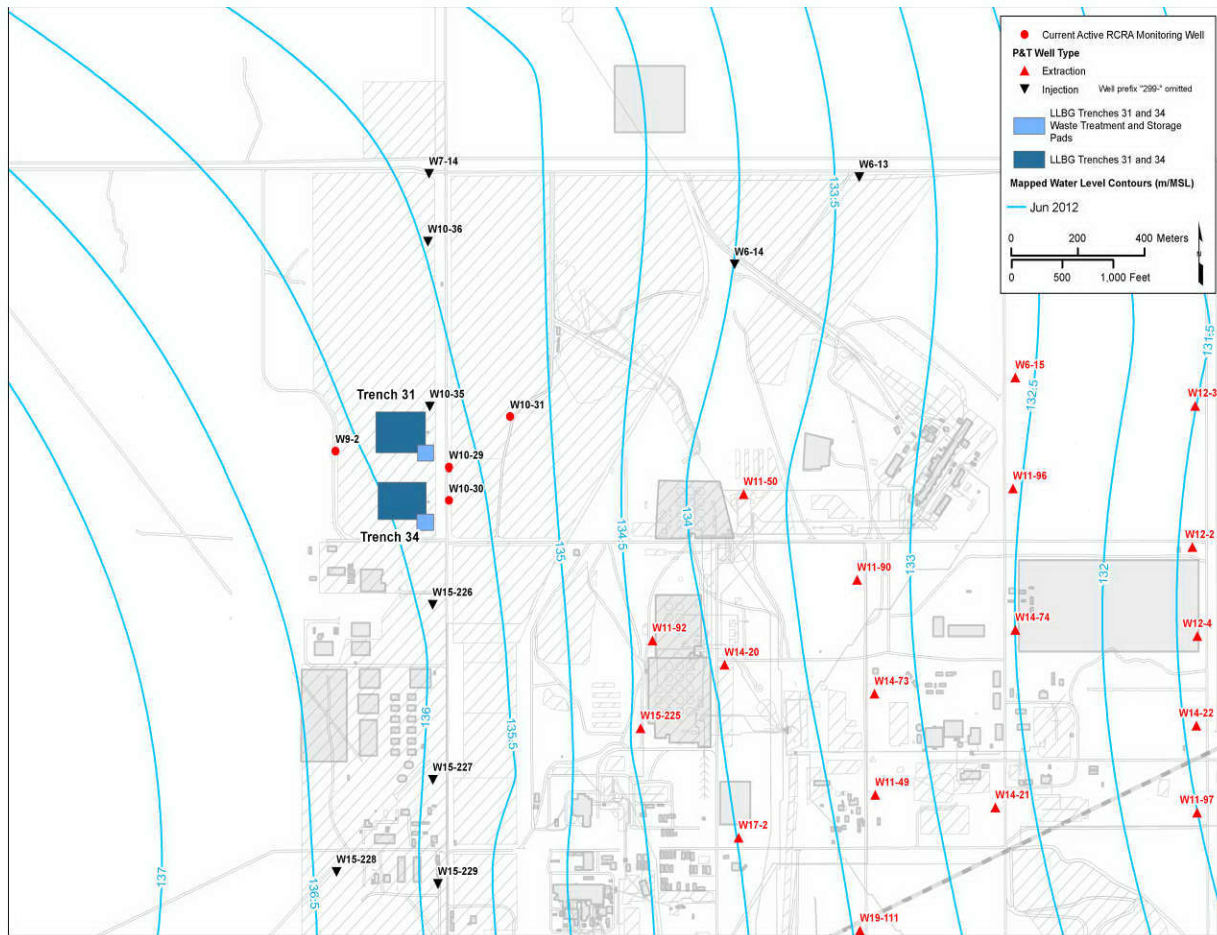 Current Active RCRA Monitoring Well
P&T Well Type
Extraction
Injection
Well prefix "299-" omitted
LLBG Trenches 31 and 34
Waste Treatment and Storage
Pads
LLBG Trenches 31 and 34
Mapped Water Level Contours (m/MSL)
Jun 2012
0 200 400 Meters
0 500 1,000 Feet
W7-14
W6-13
133.5
W10-36
W6-14
131.5
W6-15
132.5
W12-3
Trench 31
W10-35
W10-31
W9-2
W10-29
W10-30
W11-50
W11-96
Trench 34
134.5
134
135
W12-2
133
W11-90
132
W15-226
W11-92
W14-20
W14-74
W12-4
136
135.5
W14-73
W15-225
W14-22
W15-227
W11-49
W14-21
W11-97
W17-2
W15-228
W15-229
137
136.5
W19-111